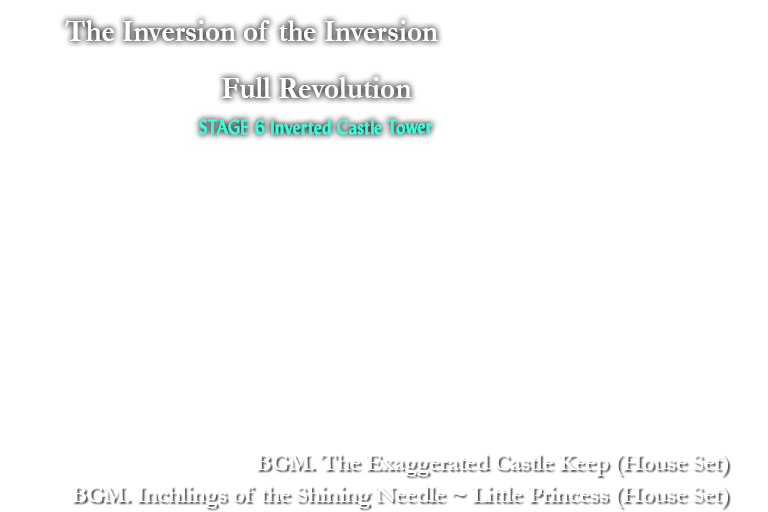 The Inversion of the Inversion
Full Revolution
STAGE 6 Inverted Castle Tower
BGM. The Exaggerated Castle Keep (House Set)
BGM. Inchlings of the Shining Needle ~ Little Princess (House Set)